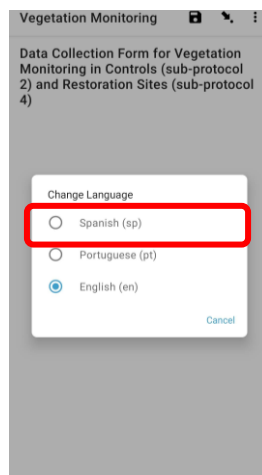 Vegetation Monitoring
Data Collection Form for Vegetation
Monitoring in Controls (sub-protocol
2) and Restoration Sites (sub-protocol
4)
Change Language
Spanish (sp)
Portuguese (pt)
English (en)
Cancel